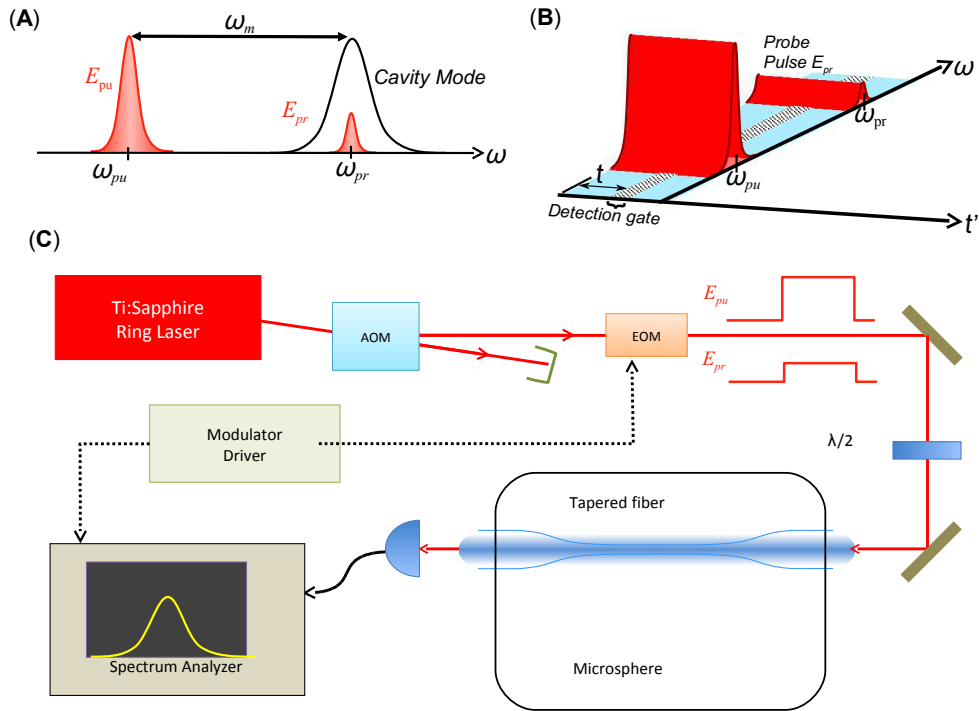 (A)
ω_m
E_pu
E_pr
Cavity Mode
ω_pu
ω_pr
ω
(B)
Probe
Pulse E_pr
ω
ω_pr
ω_pu
t
Detection gate
t'
(C)
Ti:Sapphire
Ring Laser
AOM
EOM
E_pu
E_pr
Modulator
Driver
λ/2
Tapered fiber
Microsphere
Spectrum Analyzer